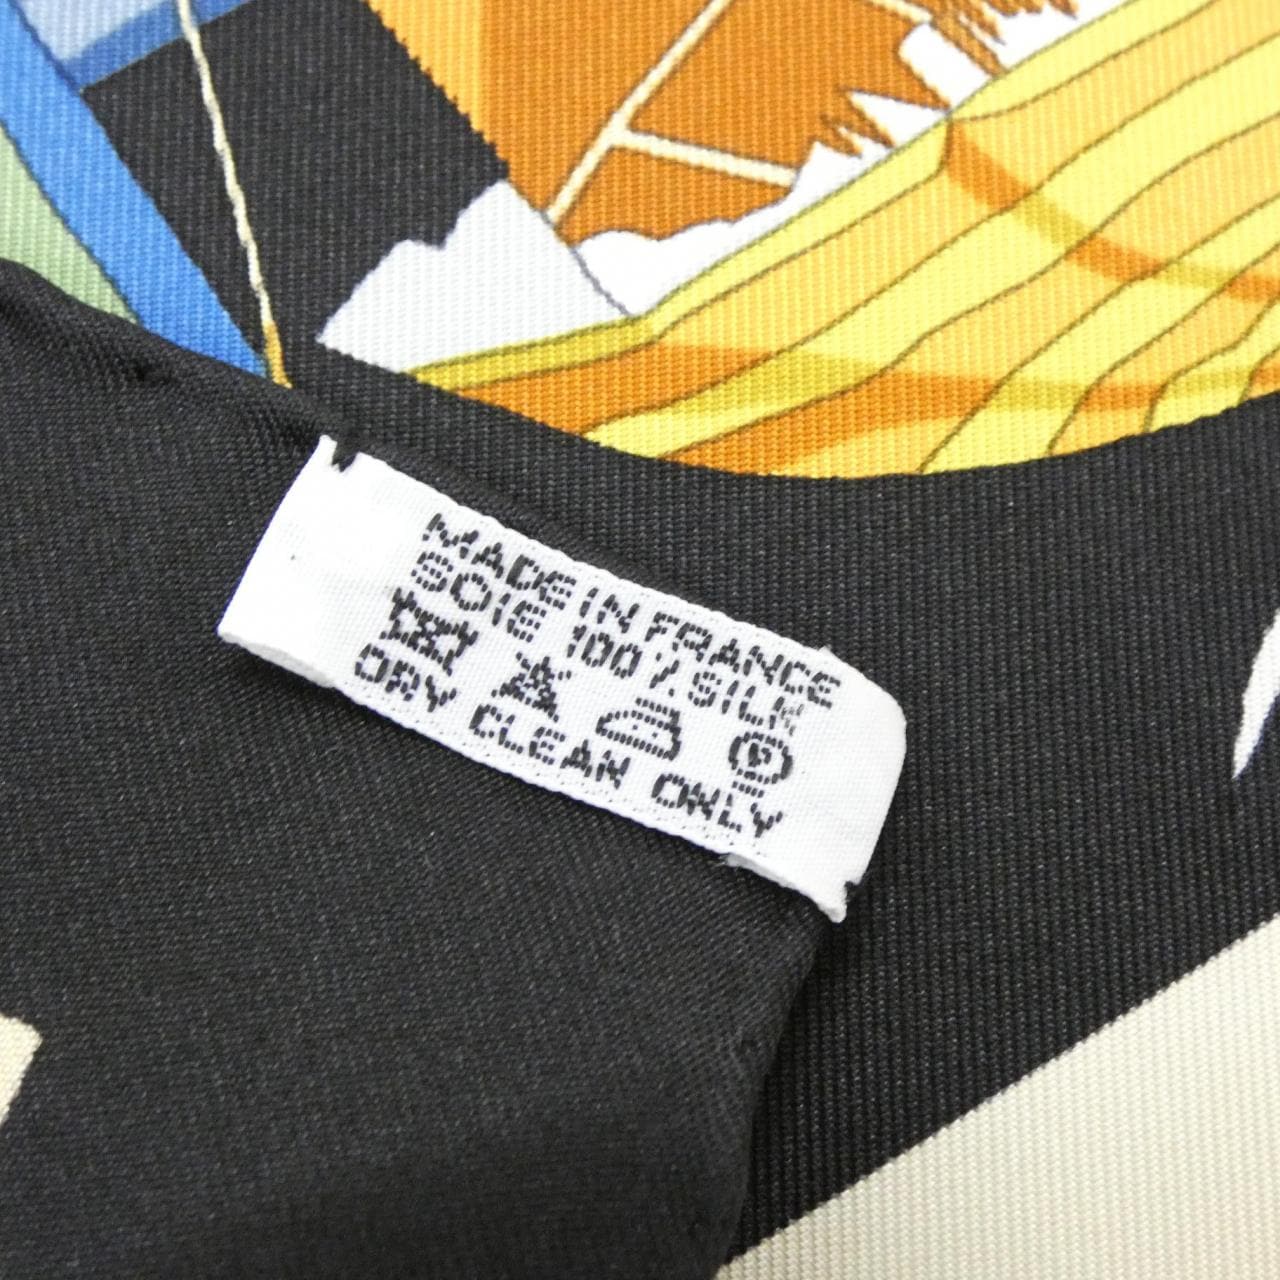 MADE IN FRANCE
SOIE 100% SILK
P
DRY CLEAN ONLY